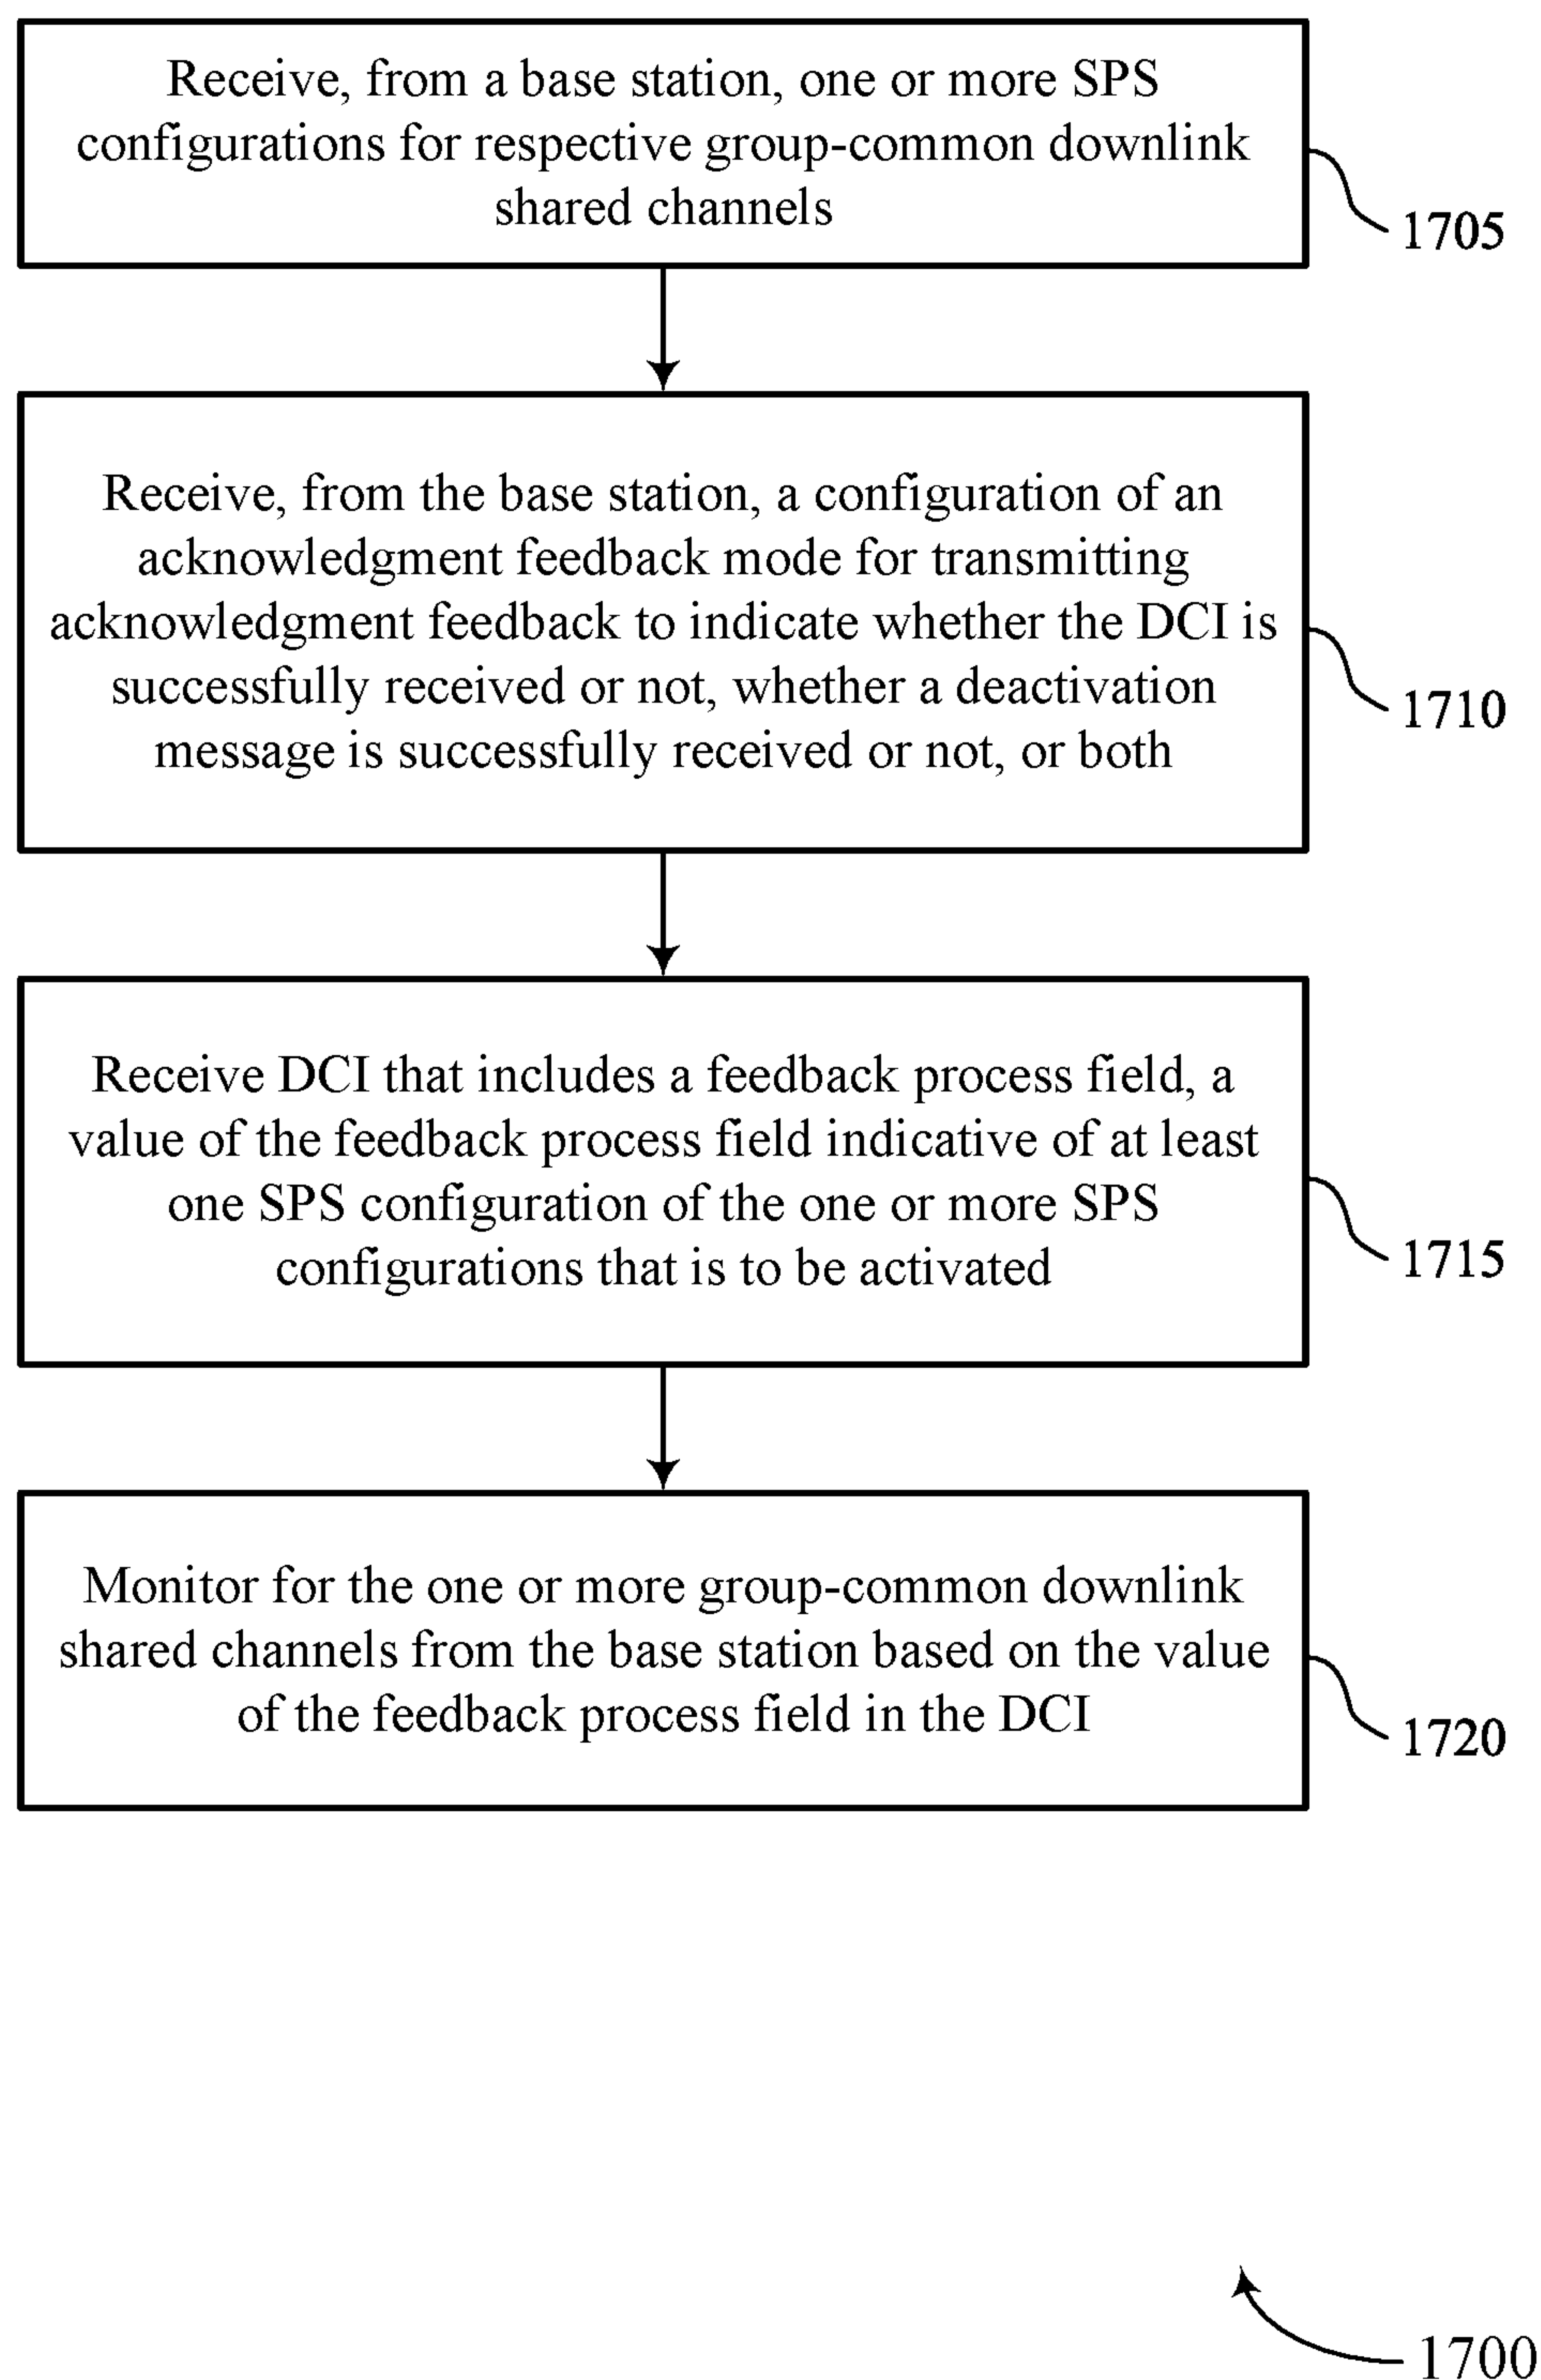 Receive, from a base station, one or more SPS
configurations for respective group-common downlink
shared channels
1705
Receive, from the base station, a configuration of an
acknowledgment feedback mode for transmitting
acknowledgment feedback to indicate whether the DCI is
successfully received or not, whether a deactivation
message is successfully received or not, or both
1710
Receive DCI that includes a feedback process field, a
value of the feedback process field indicative of at least
one SPS configuration of the one or more SPS
configurations that is to be activated
1715
Monitor for the one or more group-common downlink
shared channels from the base station based on the value
of the feedback process field in the DCI
1720
1700